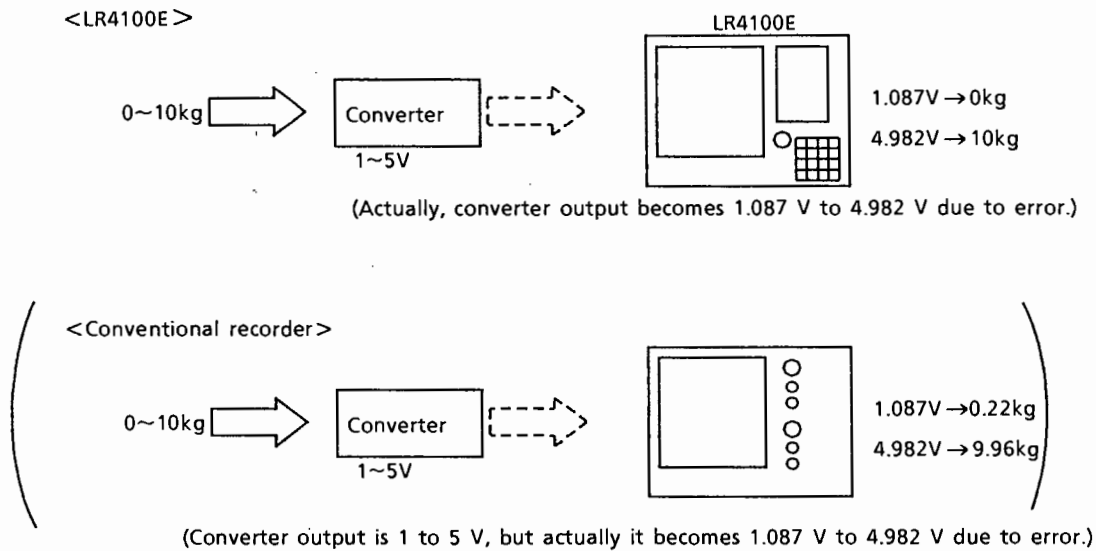 <LR4100E>
LR4100E
0~10kg
Converter
1~5V
1.087V→0kg
4.982V→10kg
(Actually, converter output becomes 1.087 V to 4.982 V due to error.)
<Conventional recorder>
0~10kg
Converter
1~5V
1.087V→0.22kg
4.982V→9.96kg
(Converter output is 1 to 5 V, but actually it becomes 1.087 V to 4.982 V due to error.)